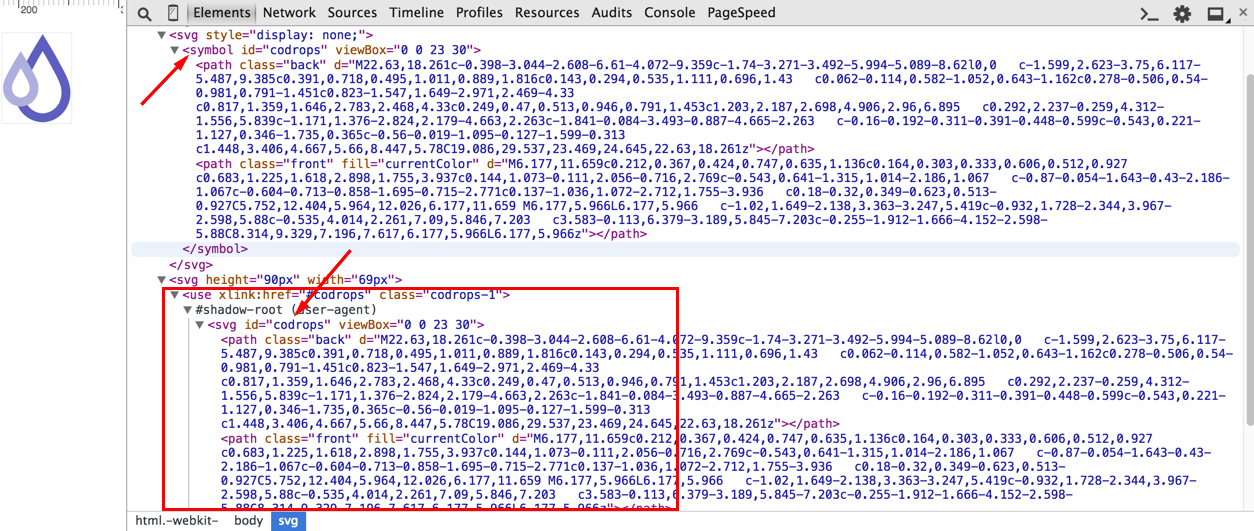 200
Elements Network Sources Timeline Profiles Resources Audits Console PageSpeed
<svg style="display: none;">
<symbol id="codrops" viewBox="0 0 23 30">
<path class="back" d="M22.63,18.261c-0.398-3.044-2.608-6.61-4.072-9.359c-1.74-3.271-3.492-5.994-5.089-8.62l0,0   c-1.599,2.623-3.75,6.117-
5.487,9.385c0.391,0.718,0.495,1.011,0.889,1.816c0.143,0.294,0.535,1.111,0.696,1.43   c0.062-0.114,0.582-1.052,0.643-1.162c0.278-0.506,0.54-
0.981,0.791-1.451c0.823-1.547,1.649-2.971,2.469-4.33
c0.817,1.359,1.646,2.783,2.468,4.33c0.249,0.47,0.513,0.946,0.791,1.453c1.203,2.187,2.698,4.906,2.96,6.895   c0.292,2.237-0.259,4.312-
1.556,5.839c-1.171,1.376-2.824,2.179-4.663,2.263c-1.841-0.084-3.493-0.887-4.665-2.263   c-0.16-0.192-0.311-0.391-0.448-0.599c-0.543,0.221-
1.127,0.346-1.735,0.365c-0.56-0.019-1.095-0.127-1.599-0.313
c1.448,3.406,4.667,5.66,8.447,5.78C19.086,29.537,23.469,24.645,22.63,18.261z"></path>
<path class="front" fill="currentColor" d="M6.177,11.659c0.212,0.367,0.424,0.747,0.635,1.136c0.164,0.303,0.333,0.606,0.512,0.927
c0.683,1.225,1.618,2.898,1.755,3.937c0.144,1.073-0.111,2.056-0.716,2.769c-0.543,0.641-1.315,1.014-2.186,1.067   c-0.87-0.054-1.643-0.43-2.186-
1.067c-0.604-0.713-0.858-1.695-0.715-2.771c0.137-1.036,1.072-2.712,1.755-3.936   c0.18-0.32,0.349-0.623,0.513-
0.927C5.752,12.404,5.964,12.026,6.177,11.659 M6.177,5.966L6.177,5.966   c-1.02,1.649-2.138,3.363-3.247,5.419c-0.932,1.728-2.344,3.967-
2.598,5.88c-0.535,4.014,2.261,7.09,5.846,7.203   c3.583-0.113,6.379-3.189,5.845-7.203c-0.255-1.912-1.666-4.152-2.598-
5.88C8.314,9.329,7.196,7.617,6.177,5.966L6.177,5.966z"></path>
</symbol>
</svg>
<svg height="90px" width="69px">
<use xlink:href="#codrops" class="codrops-1">
#shadow-root (user-agent)
<svg id="codrops" viewBox="0 0 23 30">
<path class="back" d="M22.63,18.261c-0.398-3.044-2.608-6.61-4.072-9.359c-1.74-3.271-3.492-5.994-5.089-8.62l0,0   c-1.599,2.623-3.75,6.117-
5.487,9.385c0.391,0.718,0.495,1.011,0.889,1.816c0.143,0.294,0.535,1.111,0.696,1.43   c0.062-0.114,0.582-1.052,0.643-1.162c0.278-0.506,0.54-
0.981,0.791-1.451c0.823-1.547,1.649-2.971,2.469-4.33
c0.817,1.359,1.646,2.783,2.468,4.33c0.249,0.47,0.513,0.946,0.791,1.453c1.203,2.187,2.698,4.906,2.96,6.895   c0.292,2.237-0.259,4.312-
1.556,5.839c-1.171,1.376-2.824,2.179-4.663,2.263c-1.841-0.084-3.493-0.887-4.665-2.263   c-0.16-0.192-0.311-0.391-0.448-0.599c-0.543,0.221-
1.127,0.346-1.735,0.365c-0.56-0.019-1.095-0.127-1.599-0.313
c1.448,3.406,4.667,5.66,8.447,5.78C19.086,29.537,23.469,24.645,22.63,18.261z"></path>
<path class="front" fill="currentColor" d="M6.177,11.659c0.212,0.367,0.424,0.747,0.635,1.136c0.164,0.303,0.333,0.606,0.512,0.927
c0.683,1.225,1.618,2.898,1.755,3.937c0.144,1.073-0.111,2.056-0.716,2.769c-0.543,0.641-1.315,1.014-2.186,1.067   c-0.87-0.054-1.643-0.43-
2.186-1.067c-0.604-0.713-0.858-1.695-0.715-2.771c0.137-1.036,1.072-2.712,1.755-3.936   c0.18-0.32,0.349-0.623,0.513-
0.927C5.752,12.404,5.964,12.026,6.177,11.659 M6.177,5.966L6.177,5.966   c-1.02,1.649-2.138,3.363-3.247,5.419c-0.932,1.728-2.344,3.967-
2.598,5.88c-0.535,4.014,2.261,7.09,5.846,7.203   c3.583-0.113,6.379-3.189,5.845-7.203c-0.255-1.912-1.666-4.152-2.598-
5.88C8.314,9.329,7.196,7.617,6.177,5.966L6.177,5.966z"></path>
html.-webkit- body svg